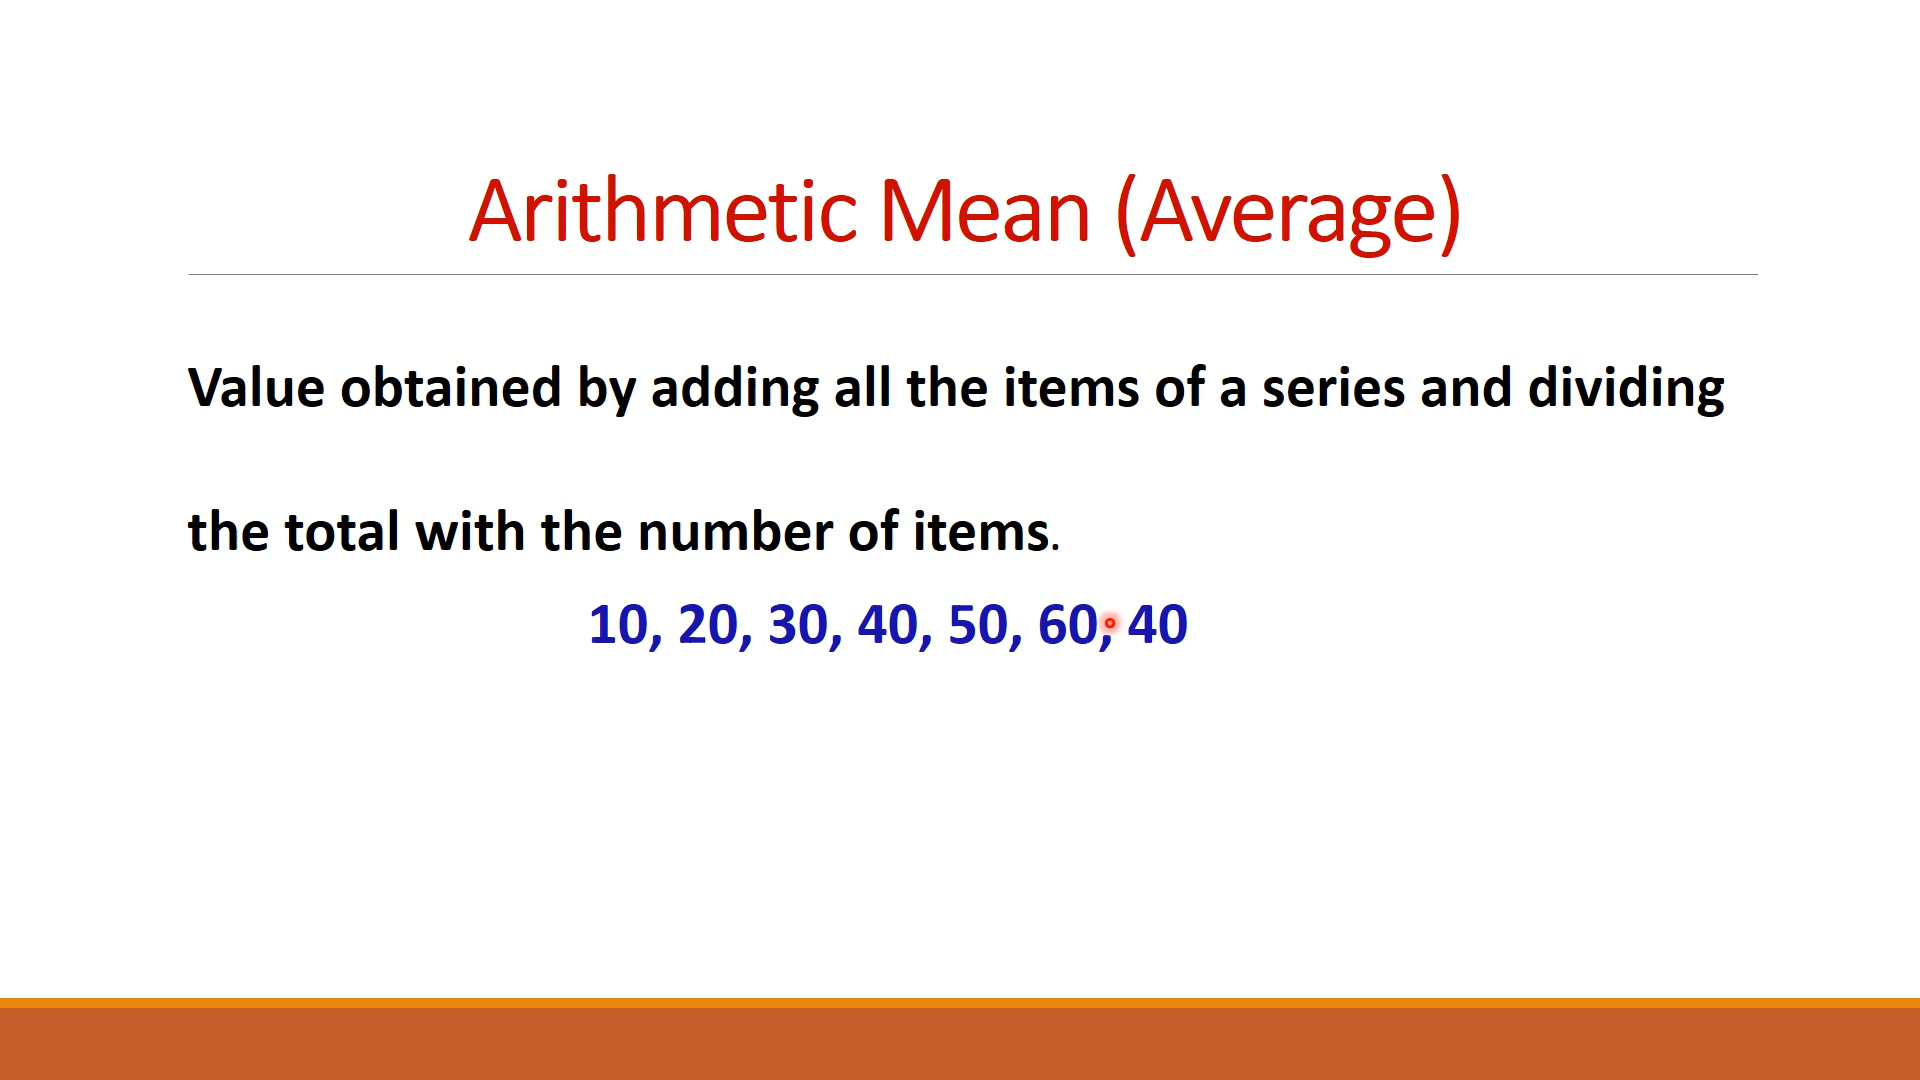 Arithmetic Mean (Average)
Value obtained by adding all the items of a series and dividing
the total with the number of items.
10, 20, 30, 40, 50, 60, 40